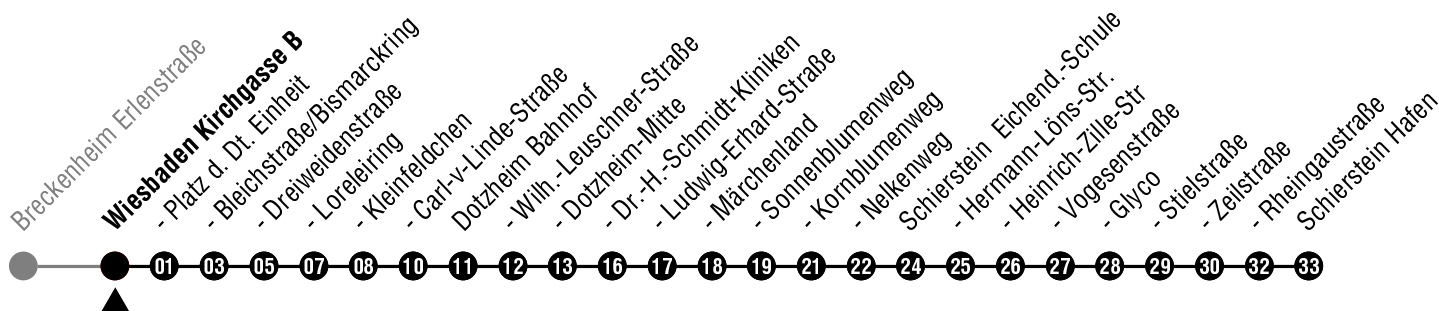 Breckenheim Erlenstraße
Wiesbaden Kirchgasse B
- Platz d. Dt. Einheit
- Bleichstraße/Bismarckring
- Dreiweidenstraße
- Loreleiring
- Kleinfeldchen
- Carl-v-Linde-Straße
Dotzheim Bahnhof
- Wilh.-Leuschner-Straße
- Dotzheim-Mitte
- Dr.-H.-Schmidt-Kliniken
- Ludwig-Erhard-Straße
- Märchenland
- Sonnenblumenweg
- Kornblumenweg
- Nelkenweg
Schierstein Eichend.-Schule
- Hermann-Löns-Str.
- Heinrich-Zille-Str
- Vogesenstraße
- Glyco
- Stielstraße
- Zeilstraße
- Rheingaustraße
Schierstein Hafen
01 03 05 07 08 10 11 12 13 16 17 18 19 21 22 24 25 26 27 28 29 30 32 33